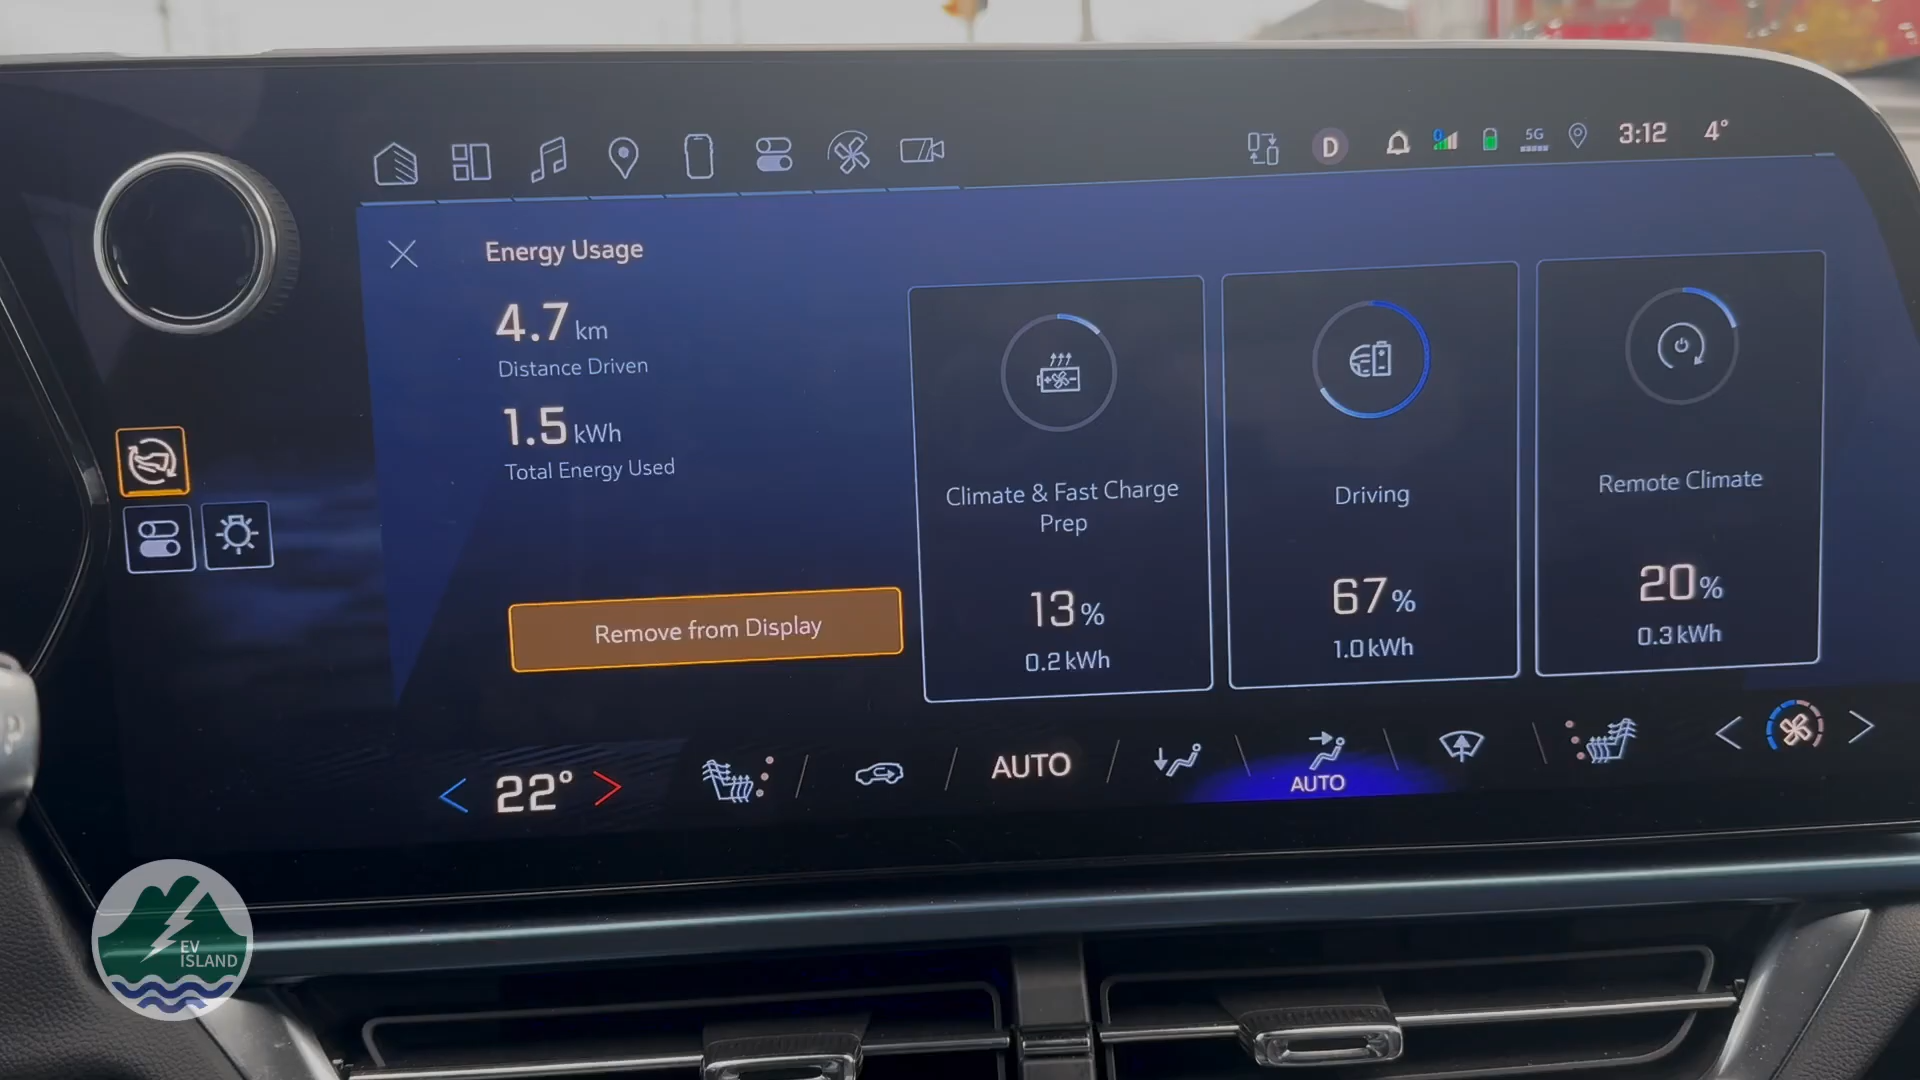 D
5G
3:12
4°
Energy Usage
4.7 km
Distance Driven
1.5 kWh
Total Energy Used
Remove from Display
Climate & Fast Charge
Prep
13%
0.2 kWh
Driving
67%
1.0 kWh
Remote Climate
20%
0.3 kWh
22°
AUTO
AUTO
EV
ISLAND